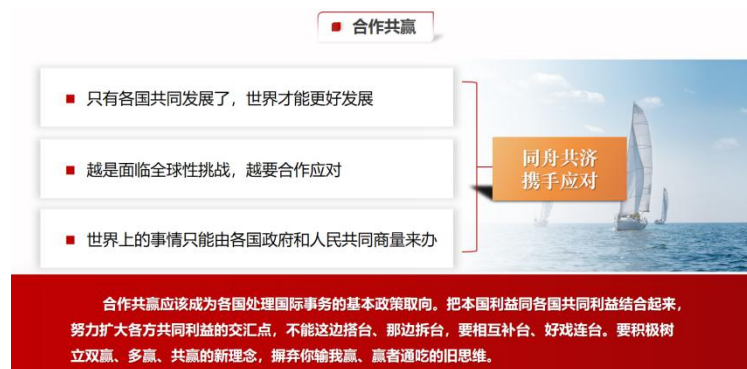 合作共赢
只有各国共同发展了，世界才能更好发展
越是面临全球性挑战，越要合作应对
世界上的事情只能由各国政府和人民共同商量来办
同舟共济
携手应对
合作共赢应该成为各国处理国际事务的基本政策取向。把本国利益同各国共同利益结合起来，
努力扩大各方共同利益的交汇点，不能这边搭台、那边拆台，要相互补台、好戏连台。要积极树
立双赢、多赢、共赢的新理念，摒弃你输我赢、赢者通吃的旧思维。